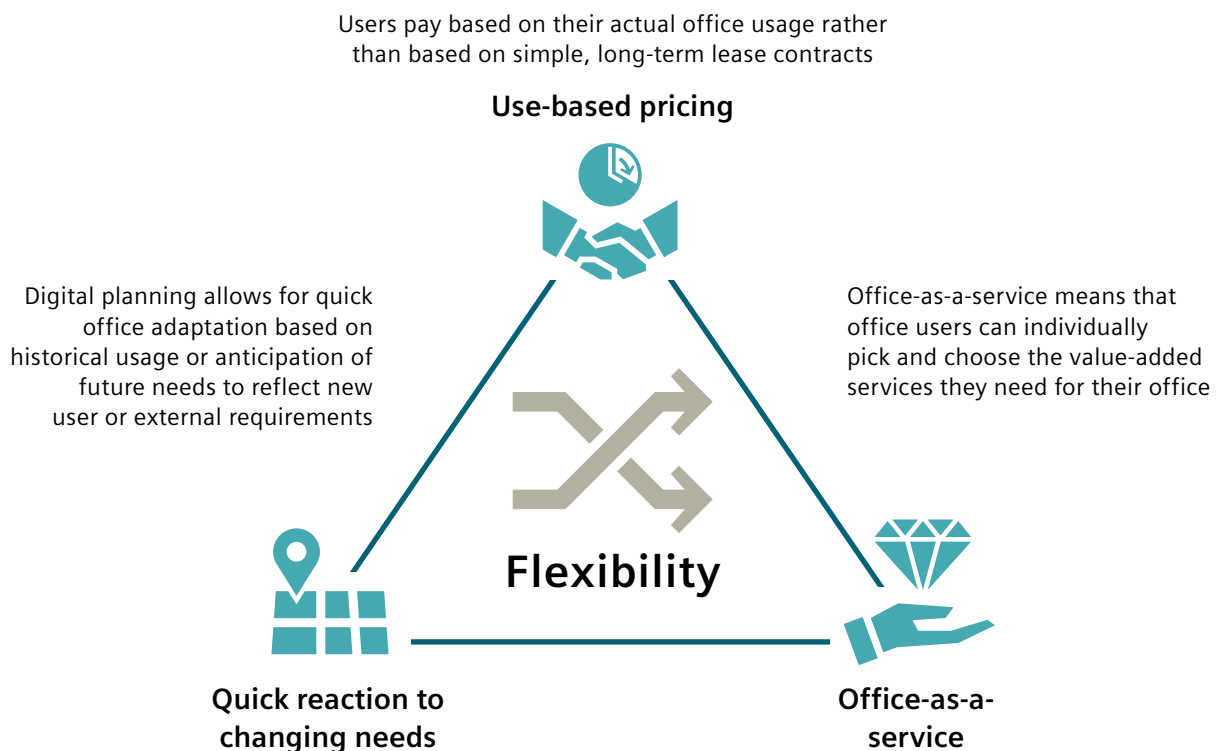 Users pay based on their actual office usage rather
than based on simple, long-term lease contracts
Use-based pricing
Digital planning allows for quick
office adaptation based on
historical usage or anticipation of
future needs to reflect new
user or external requirements
Office-as-a-service means that
office users can individually
pick and choose the value-added
services they need for their office
Flexibility
Quick reaction to
changing needs
Office-as-a-
service